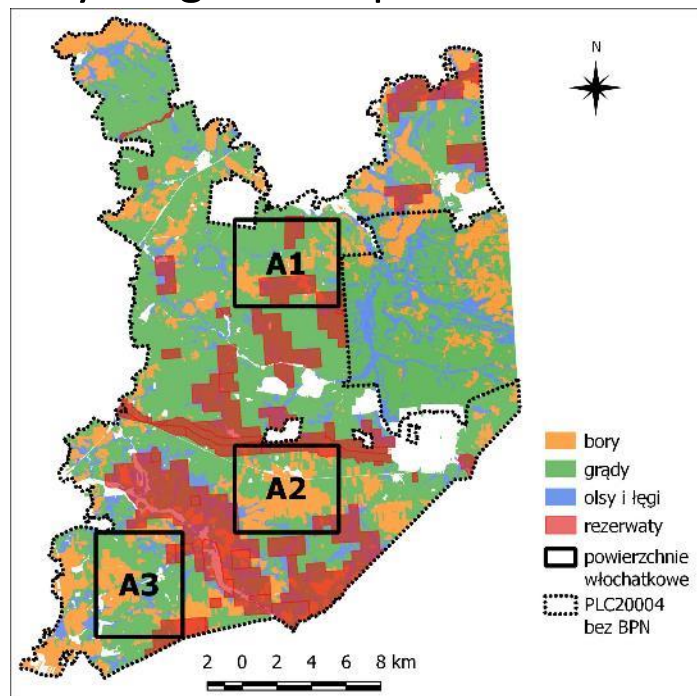 N
A1
A2
A3
bory
grądy
olsy i łęgi
rezerwaty
powierzchnie
włochatkowe
PLC20004
bez BPN
2 0 2 4 6 8 km